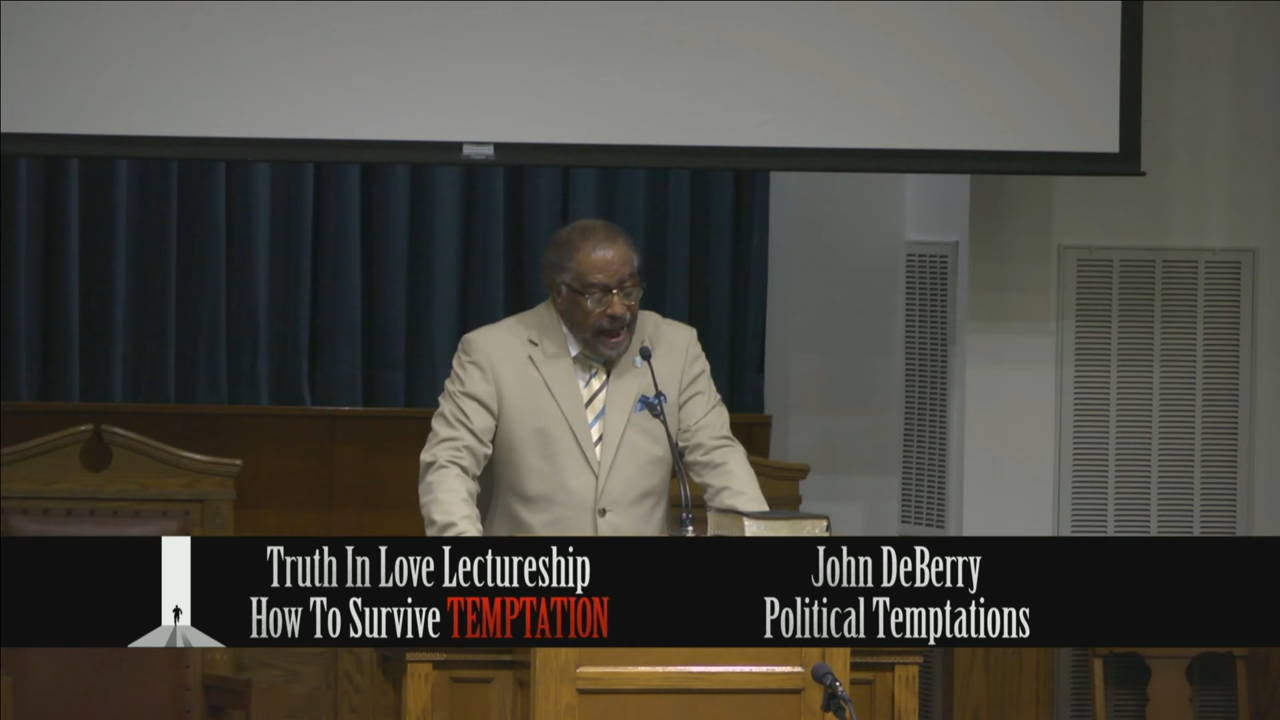 Truth In Love Lectureship
How To Survive TEMPTATION
John DeBerry
Political Temptations